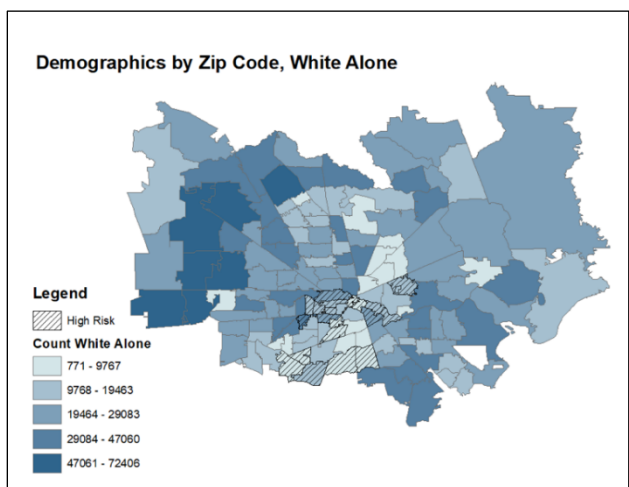 Demographics by Zip Code, White Alone
Legend
High Risk
Count White Alone
771 - 9767
9768 - 19463
19464 - 29083
29084 - 47060
47061 - 72406